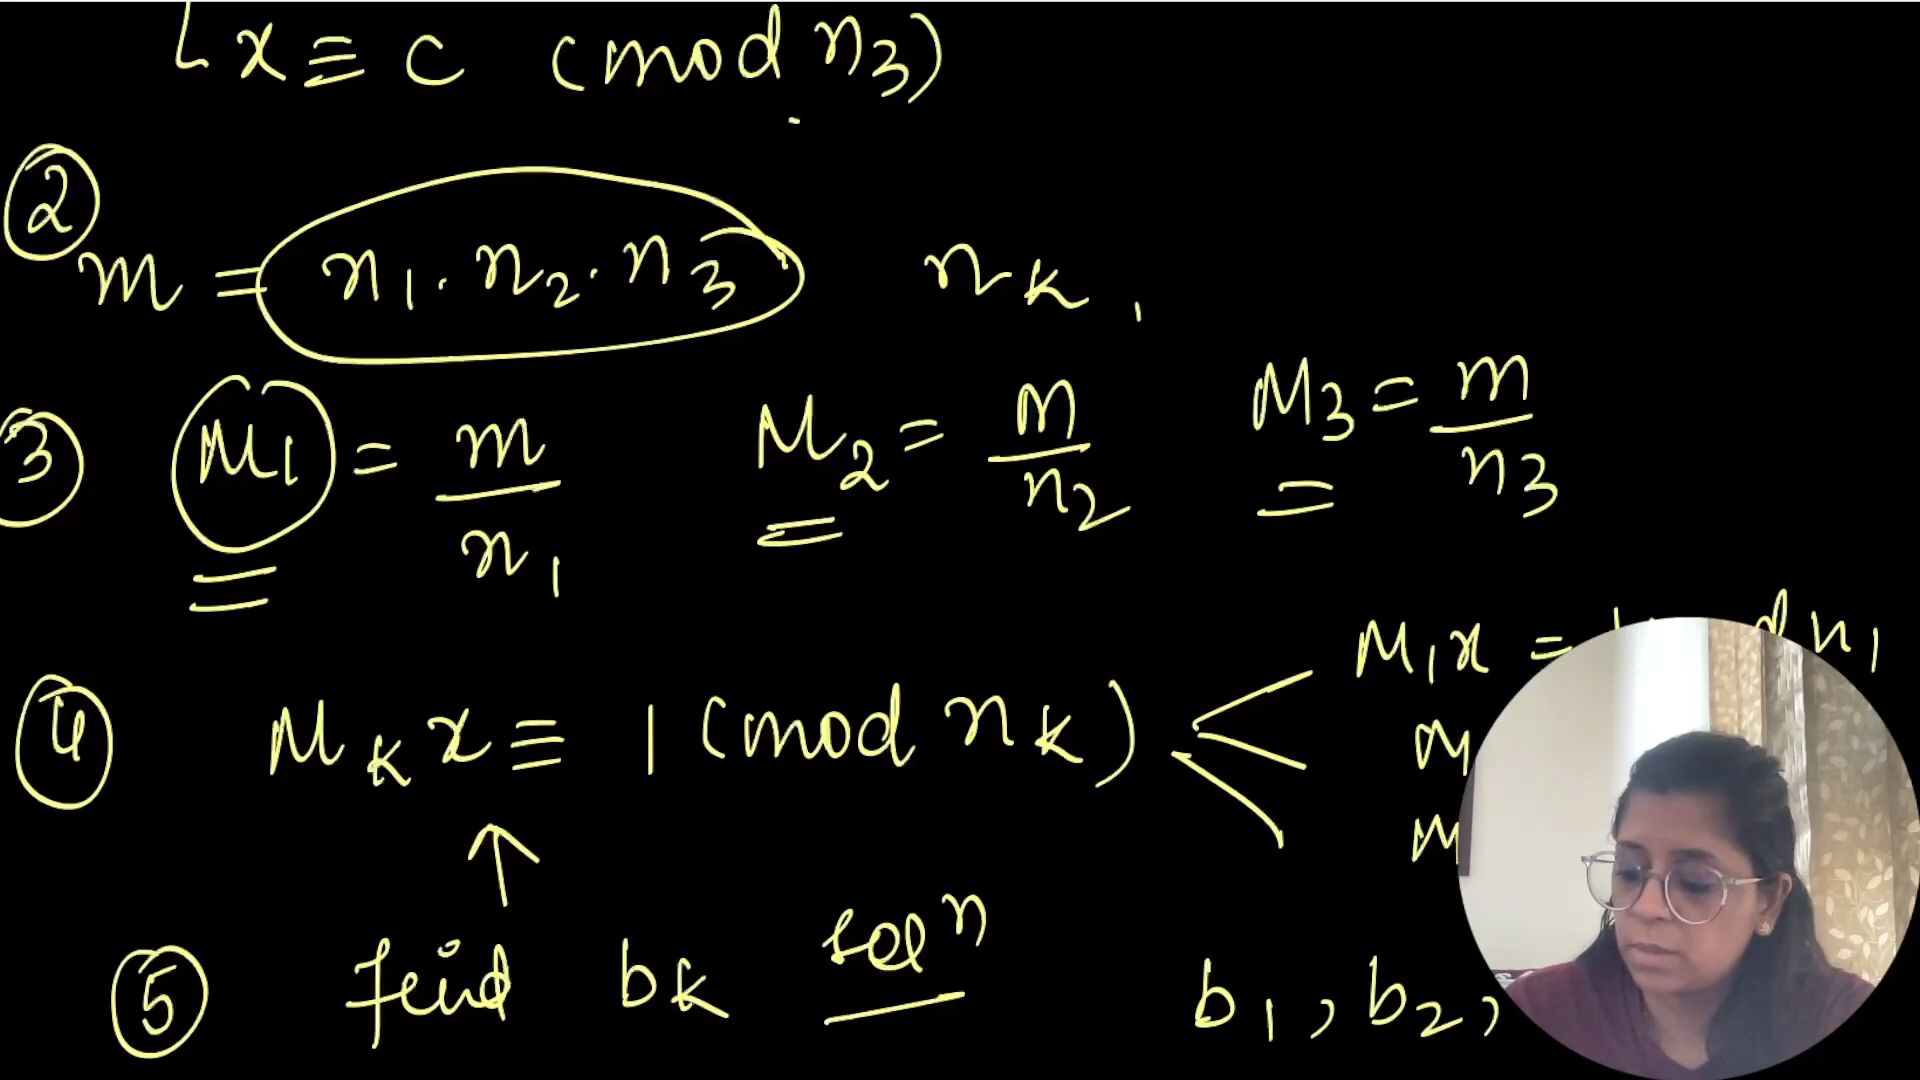 x ≡ c (mod n3)
2
m = n1 . n2 . n3 nk,
3 M1 = m/n1 M2 = m/n2 M3 = m/n3
4 Mk x ≡ 1 (mod nk)
M1x = n1
M
M
5 find bk solⁿ b1, b2,